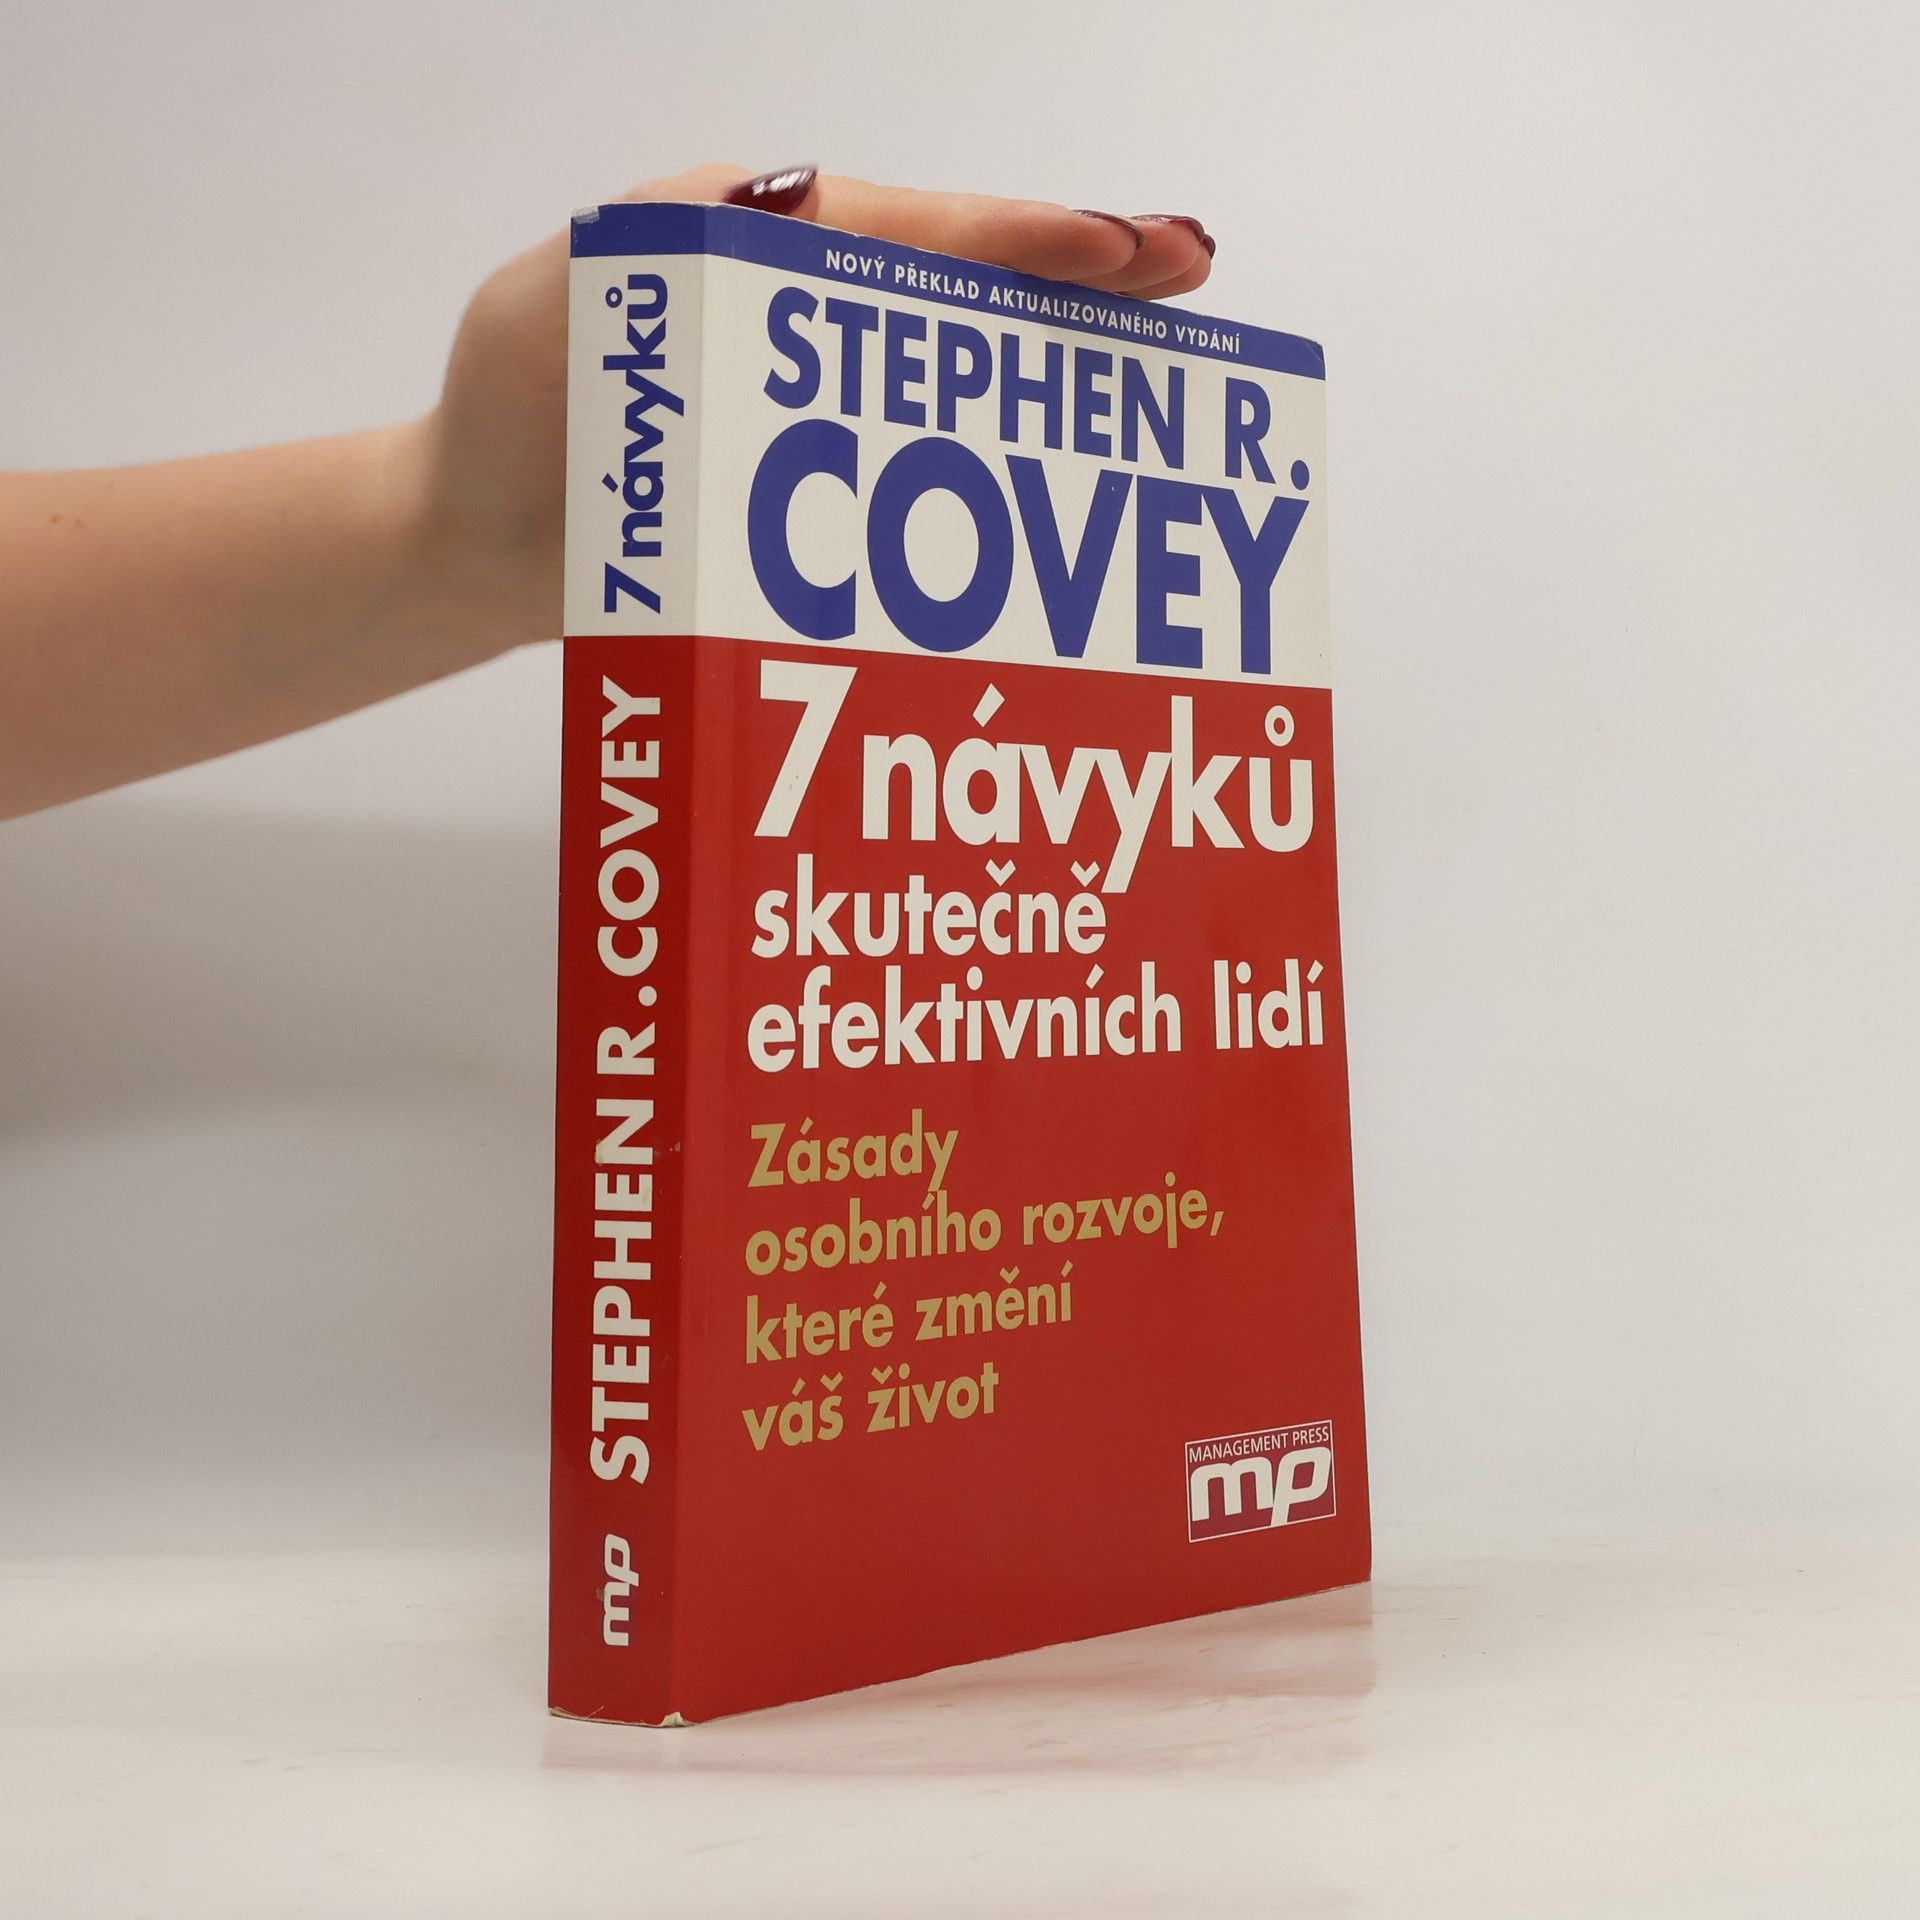 NOVÝ PŘEKLAD AKTUALIZOVANÉHO VYDÁNÍ
STEPHEN R.
COVEY
7 návyků
skutečně
efektivních lidí
Zásady
osobního rozvoje,
které změní
váš život
MANAGEMENT PRESS
mp
mp STEPHEN R. COVEY 7 návyků